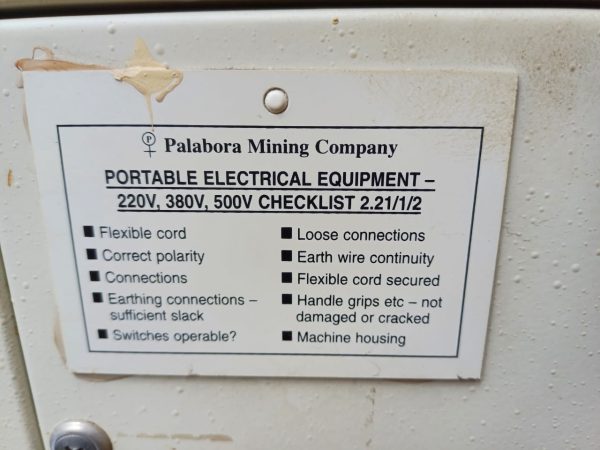 P Palabora Mining Company
PORTABLE ELECTRICAL EQUIPMENT –
220V, 380V, 500V CHECKLIST 2.21/1/2
■ Flexible cord
■ Correct polarity
■ Connections
■ Earthing connections –
sufficient slack
■ Switches operable?
■ Loose connections
■ Earth wire continuity
■ Flexible cord secured
■ Handle grips etc – not
damaged or cracked
■ Machine housing